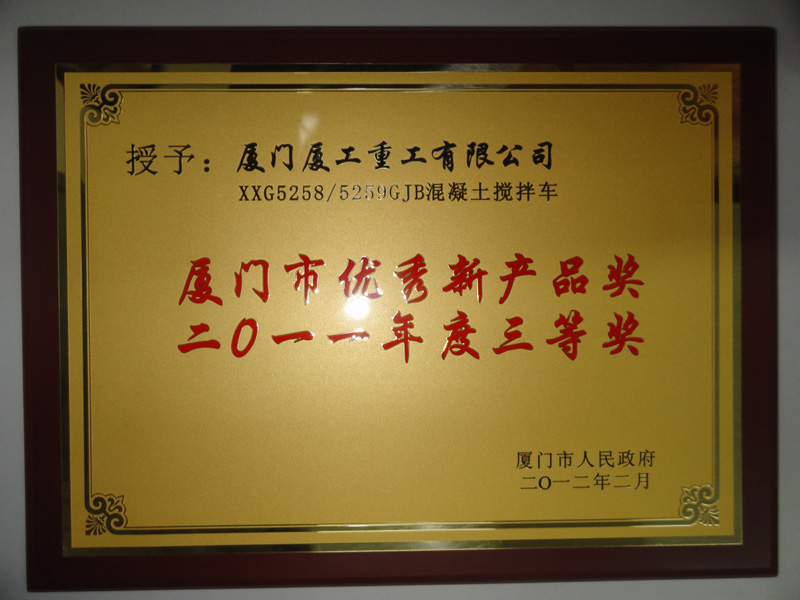 授予：厦门厦工重工有限公司
XXG5258/5259GJB混凝土搅拌车
厦门市优秀新产品奖
二〇一一年度三等奖
厦门市人民政府
二〇一二年二月